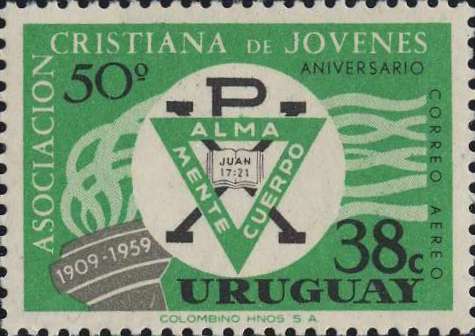 ASOCIACION
CRISTIANA DE JOVENES
50º
ANIVERSARIO
CORREO AEREO
P
X
ALMA
MENTE
CUERPO
JUAN
17:21
1909-1959
38c
URUGUAY
COLOMBINO HNOS S.A.